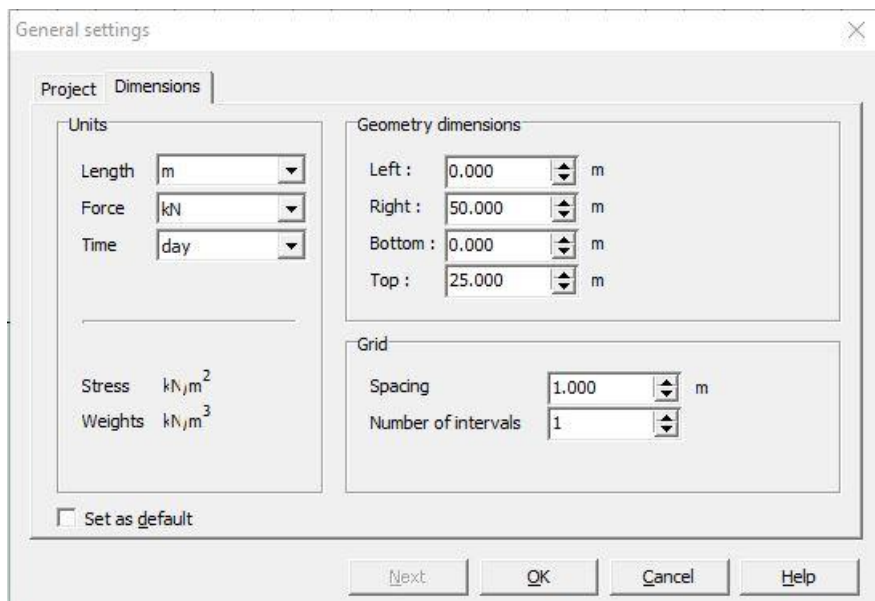 General settings
Project Dimensions
Units
Length m
Force kN
Time day
Stress kN/m²
Weights kN/m³
Geometry dimensions
Left : 0.000 m
Right : 50.000 m
Bottom : 0.000 m
Top : 25.000 m
Grid
Spacing 1.000 m
Number of intervals 1
Set as default
Next OK Cancel Help